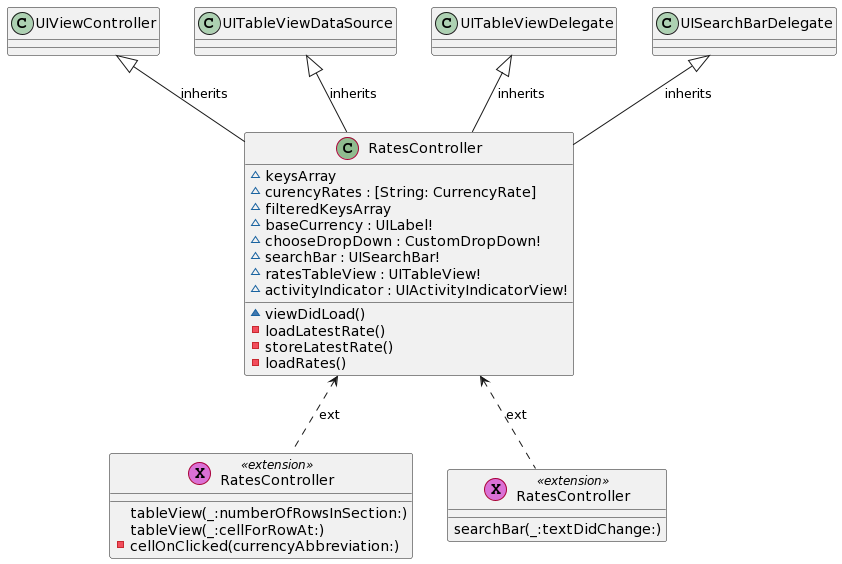 C UIViewController
C UITableViewDataSource
C UITableViewDelegate
C UISearchBarDelegate
inherits
inherits
inherits
inherits
C RatesController
keysArray
curencyRates : [String: CurrencyRate]
filteredKeysArray
baseCurrency : UILabel!
chooseDropDown : CustomDropDown!
searchBar : UISearchBar!
ratesTableView : UITableView!
activityIndicator : UIActivityIndicatorView!
viewDidLoad()
loadLatestRate()
storeLatestRate()
loadRates()
ext
ext
X «extension»
RatesController
tableView(_:numberOfRowsInSection:)
tableView(_:cellForRowAt:)
cellOnClicked(currencyAbbreviation:)
X «extension»
RatesController
searchBar(_:textDidChange:)